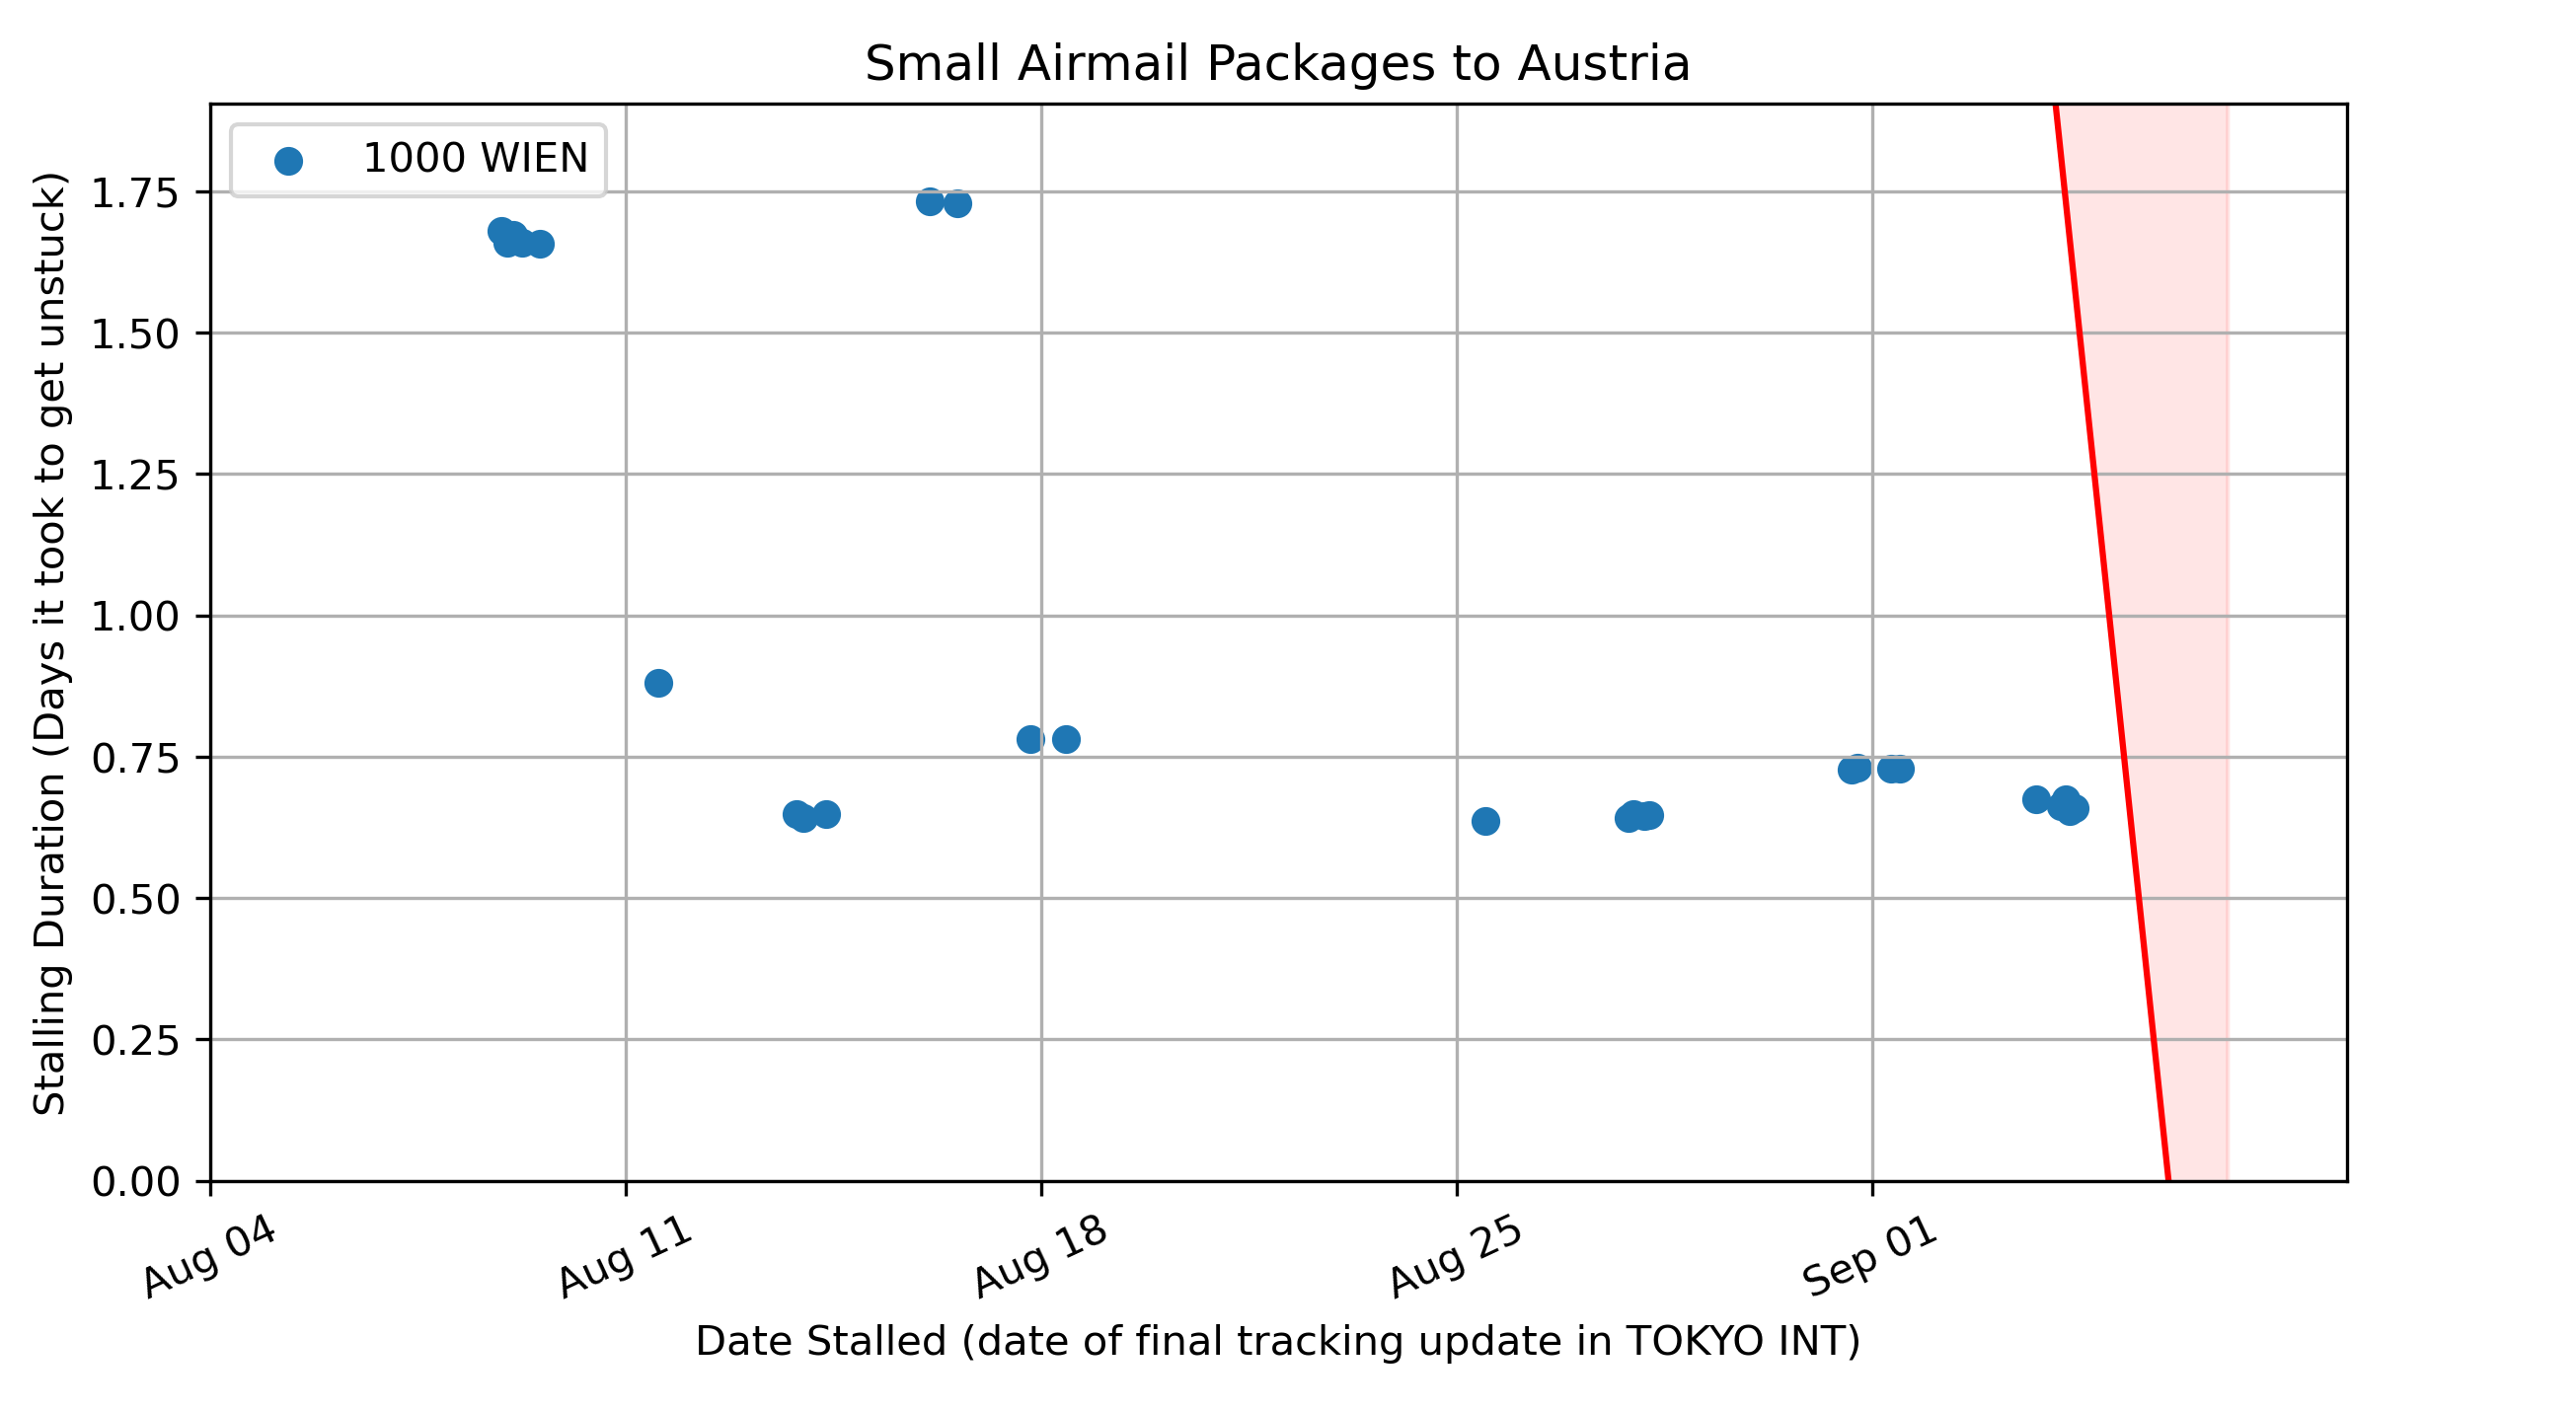 Small Airmail Packages to Austria
1000 WIEN
Stalling Duration (Days it took to get unstuck)
1.75
1.50
1.25
1.00
0.75
0.50
0.25
0.00
Aug 04
Aug 11
Aug 18
Aug 25
Sep 01
Date Stalled (date of final tracking update in TOKYO INT)